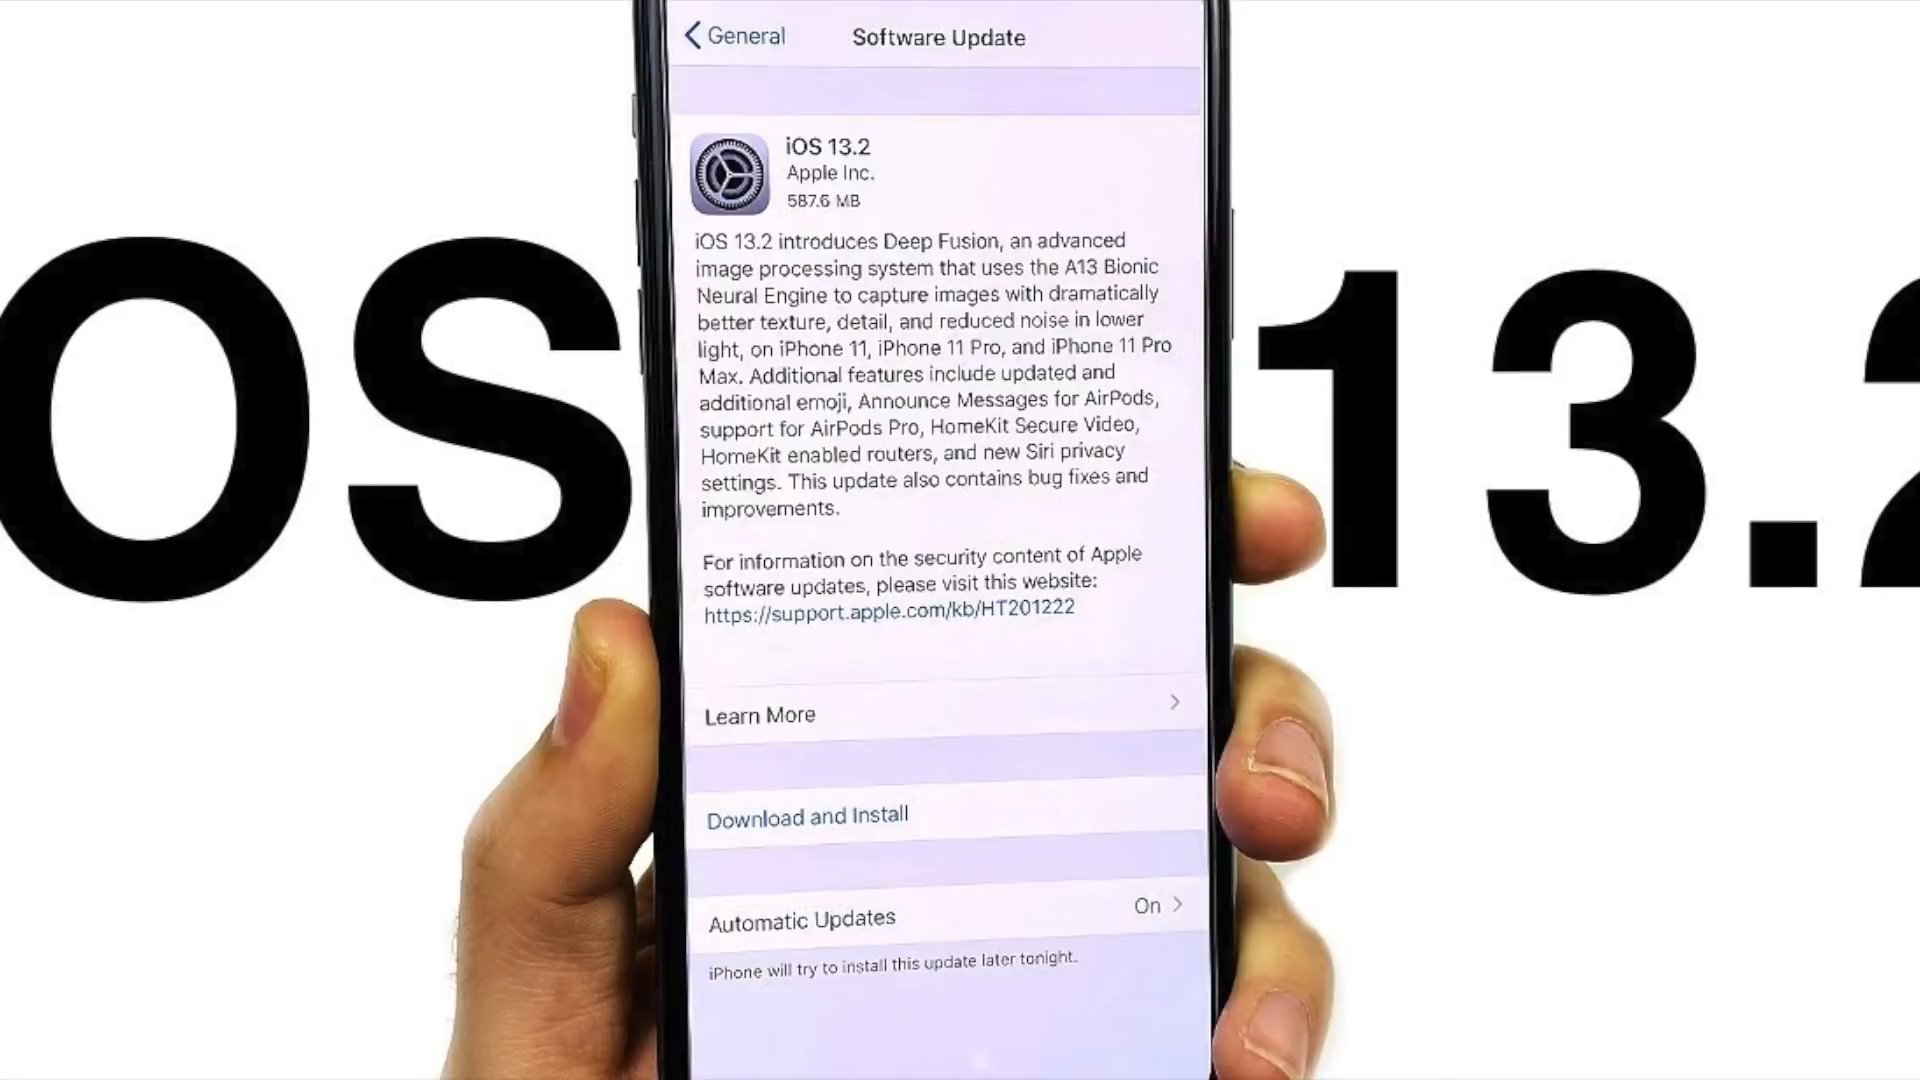 General
Software Update
iOS 13.2
Apple Inc.
587.6 MB
iOS 13.2 introduces Deep Fusion, an advanced
image processing system that uses the A13 Bionic
Neural Engine to capture images with dramatically
better texture, detail, and reduced noise in lower
light, on iPhone 11, iPhone 11 Pro, and iPhone 11 Pro
Max. Additional features include updated and
additional emoji, Announce Messages for AirPods,
support for AirPods Pro, HomeKit Secure Video,
HomeKit enabled routers, and new Siri privacy
settings. This update also contains bug fixes and
improvements.
For information on the security content of Apple
software updates, please visit this website:
https://support.apple.com/kb/HT201222
Learn More
Download and Install
Automatic Updates On
iPhone will try to install this update later tonight.
OS 13.2